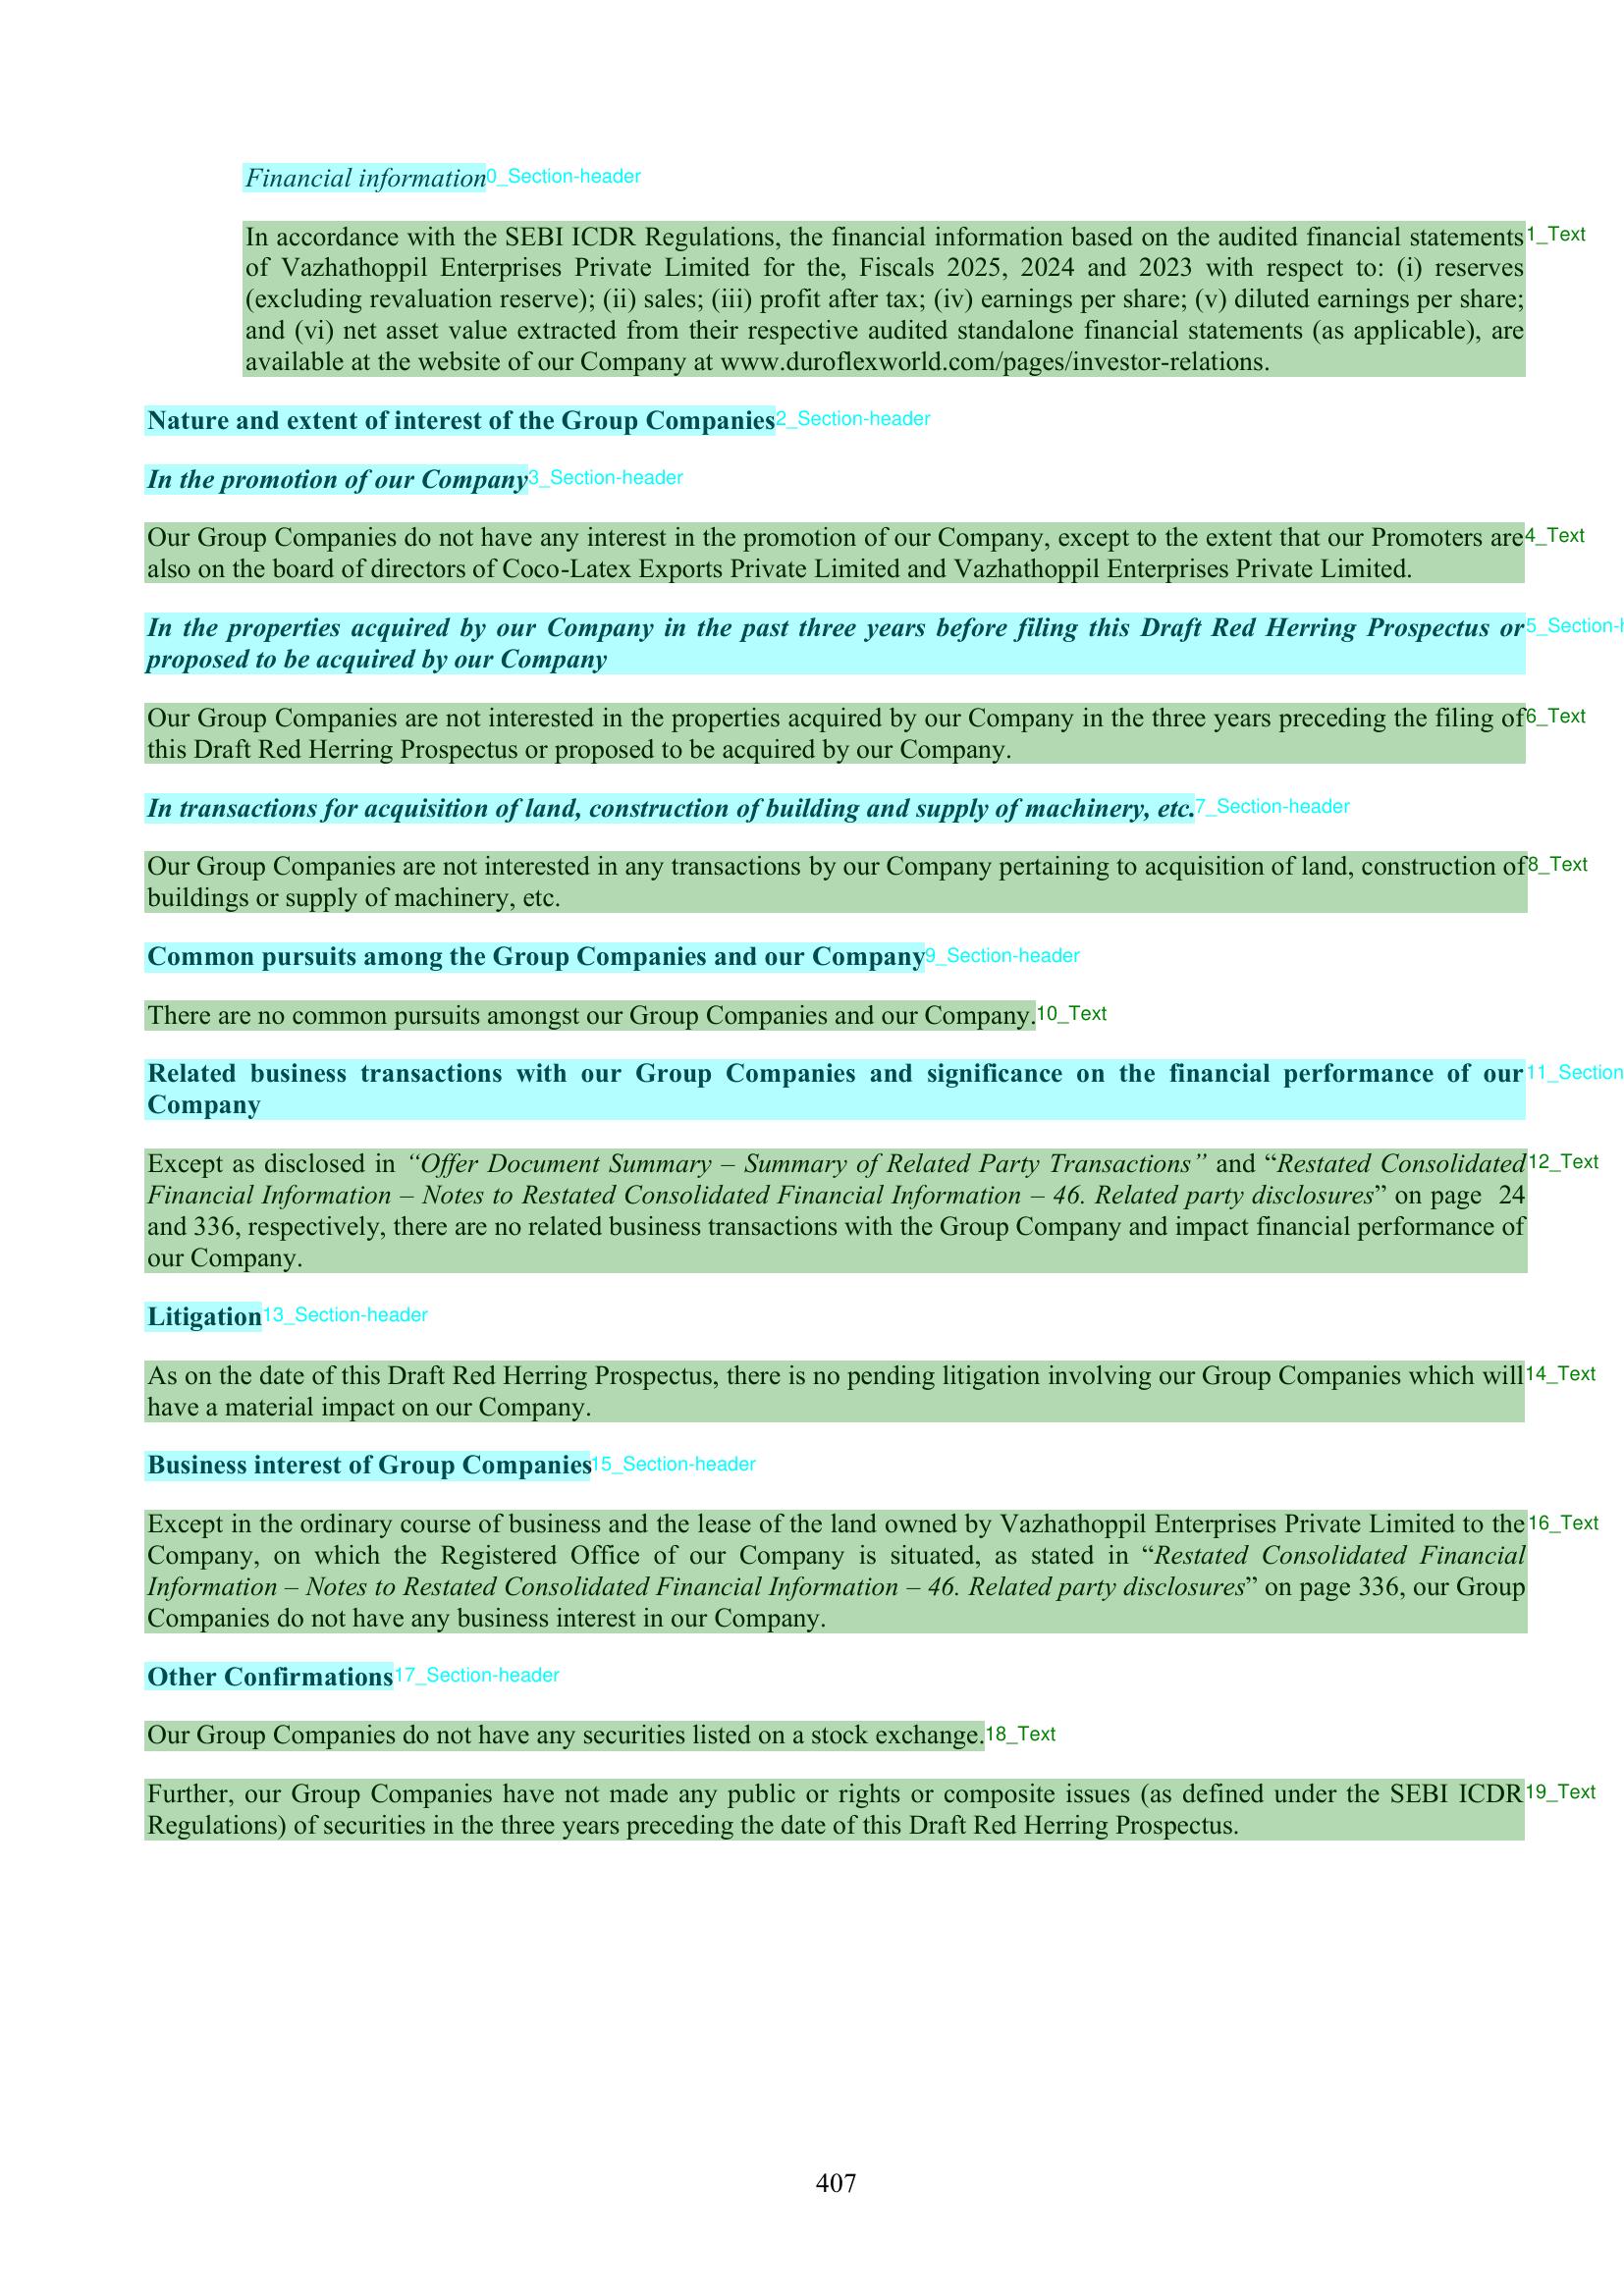 Financial information0_Section-header
In accordance with the SEBI ICDR Regulations, the financial information based on the audited financial statements1_Text
of Vazhathoppil Enterprises Private Limited for the, Fiscals 2025, 2024 and 2023 with respect to: (i) reserves
(excluding revaluation reserve); (ii) sales; (iii) profit after tax; (iv) earnings per share; (v) diluted earnings per share;
and (vi) net asset value extracted from their respective audited standalone financial statements (as applicable), are
available at the website of our Company at www.duroflexworld.com/pages/investor-relations.
Nature and extent of interest of the Group Companies2_Section-header
In the promotion of our Company3_Section-header
Our Group Companies do not have any interest in the promotion of our Company, except to the extent that our Promoters are4_Text
also on the board of directors of Coco-Latex Exports Private Limited and Vazhathoppil Enterprises Private Limited.
In the properties acquired by our Company in the past three years before filing this Draft Red Herring Prospectus or5_Section-h
proposed to be acquired by our Company
Our Group Companies are not interested in the properties acquired by our Company in the three years preceding the filing of6_Text
this Draft Red Herring Prospectus or proposed to be acquired by our Company.
In transactions for acquisition of land, construction of building and supply of machinery, etc.7_Section-header
Our Group Companies are not interested in any transactions by our Company pertaining to acquisition of land, construction of8_Text
buildings or supply of machinery, etc.
Common pursuits among the Group Companies and our Company9_Section-header
There are no common pursuits amongst our Group Companies and our Company.10_Text
Related business transactions with our Group Companies and significance on the financial performance of our11_Section
Company
Except as disclosed in “Offer Document Summary – Summary of Related Party Transactions” and “Restated Consolidated12_Text
Financial Information – Notes to Restated Consolidated Financial Information – 46. Related party disclosures” on page 24
and 336, respectively, there are no related business transactions with the Group Company and impact financial performance of
our Company.
Litigation13_Section-header
As on the date of this Draft Red Herring Prospectus, there is no pending litigation involving our Group Companies which will14_Text
have a material impact on our Company.
Business interest of Group Companies15_Section-header
Except in the ordinary course of business and the lease of the land owned by Vazhathoppil Enterprises Private Limited to the16_Text
Company, on which the Registered Office of our Company is situated, as stated in “Restated Consolidated Financial
Information – Notes to Restated Consolidated Financial Information – 46. Related party disclosures” on page 336, our Group
Companies do not have any business interest in our Company.
Other Confirmations17_Section-header
Our Group Companies do not have any securities listed on a stock exchange.18_Text
Further, our Group Companies have not made any public or rights or composite issues (as defined under the SEBI ICDR19_Text
Regulations) of securities in the three years preceding the date of this Draft Red Herring Prospectus.
407